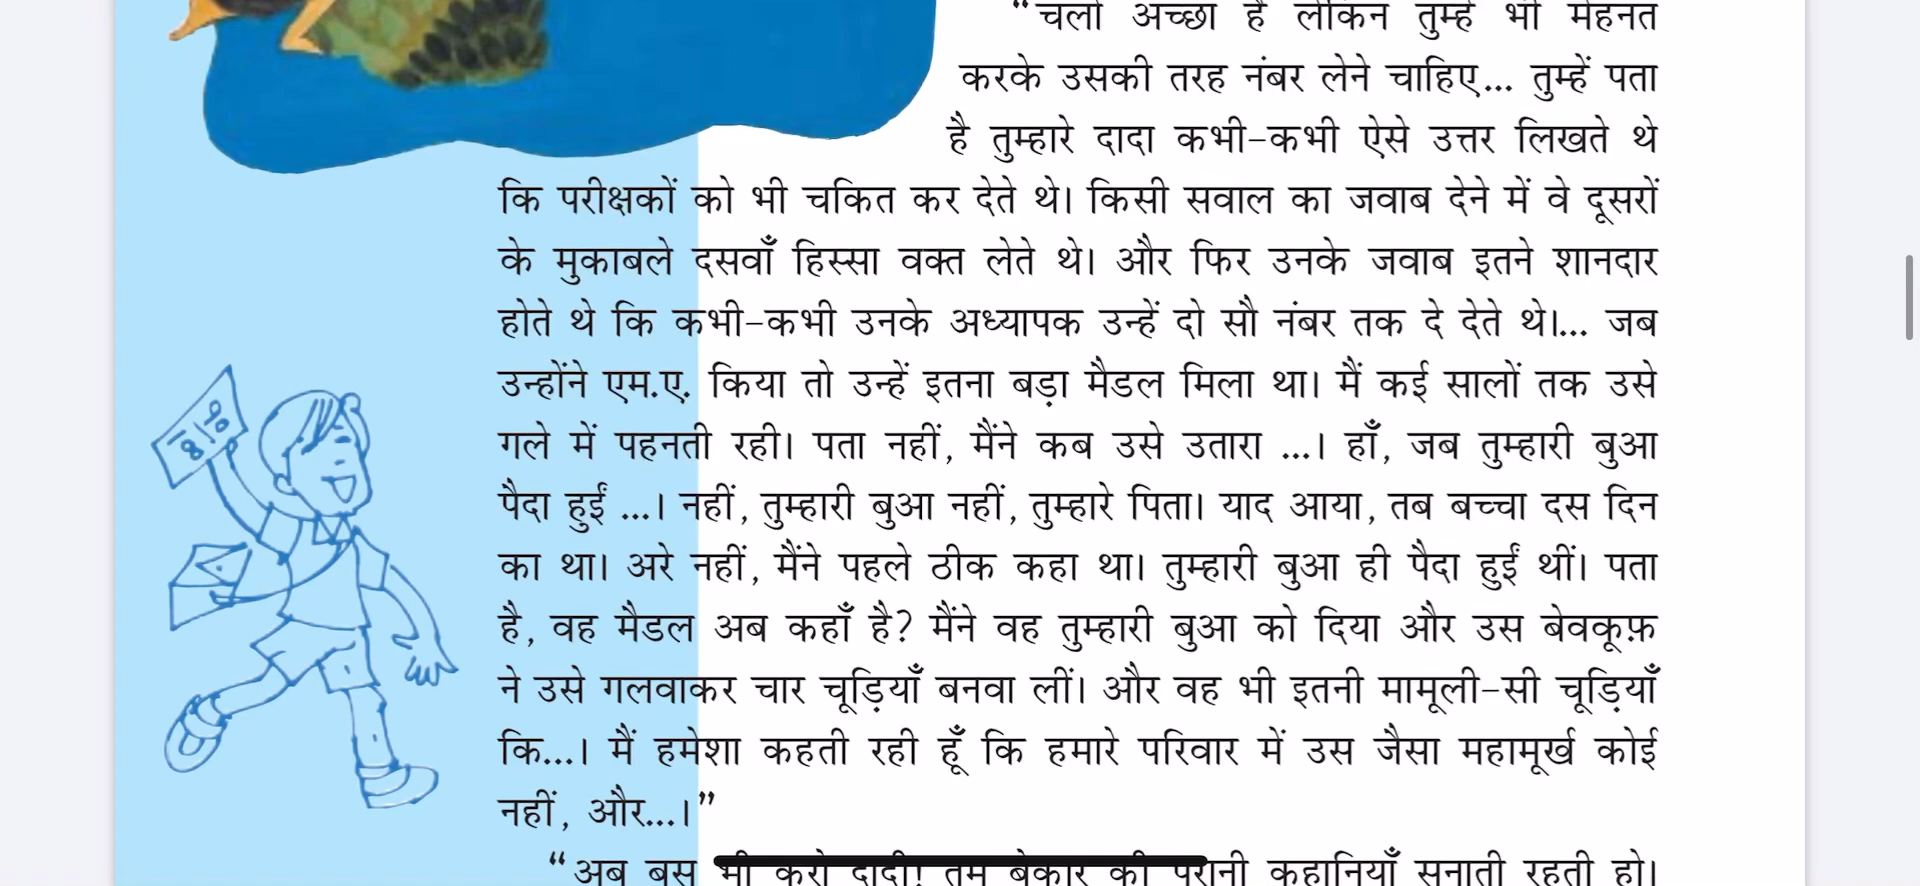 “चलो अच्छा है लेकिन तुम्हें भी मेहनत
करके उसकी तरह नंबर लेने चाहिए... तुम्हें पता
है तुम्हारे दादा कभी-कभी ऐसे उत्तर लिखते थे
कि परीक्षकों को भी चकित कर देते थे। किसी सवाल का जवाब देने में वे दूसरों
के मुकाबले दसवाँ हिस्सा वक्त लेते थे। और फिर उनके जवाब इतने शानदार
होते थे कि कभी-कभी उनके अध्यापक उन्हें दो सौ नंबर तक दे देते थे।... जब
उन्होंने एम.ए. किया तो उन्हें इतना बड़ा मैडल मिला था। मैं कई सालों तक उसे
गले में पहनती रही। पता नहीं, मैंने कब उसे उतारा ...। हाँ, जब तुम्हारी बुआ
पैदा हुईं ...। नहीं, तुम्हारी बुआ नहीं, तुम्हारे पिता। याद आया, तब बच्चा दस दिन
का था। अरे नहीं, मैंने पहले ठीक कहा था। तुम्हारी बुआ ही पैदा हुईं थीं। पता
है, वह मैडल अब कहाँ है? मैंने वह तुम्हारी बुआ को दिया और उस बेवकूफ़
ने उसे गलवाकर चार चूड़ियाँ बनवा लीं। और वह भी इतनी मामूली-सी चूड़ियाँ
कि...। मैं हमेशा कहती रही हूँ कि हमारे परिवार में उस जैसा महामूर्ख कोई
नहीं, और...।”
“अब बस भी करो दादी! तुम बेकार की पुरानी कहानियाँ सुनाती रहती हो।